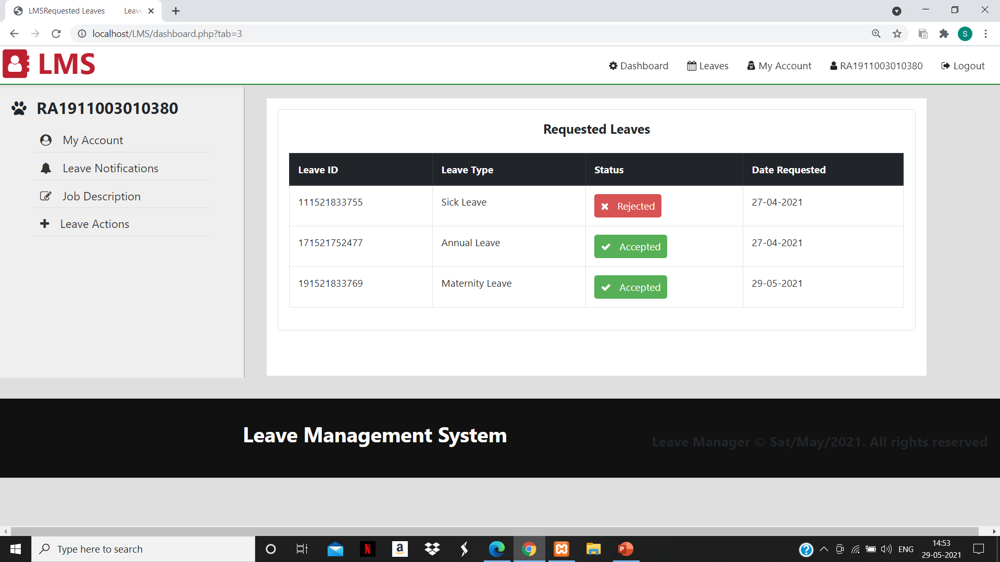 LMSRequested Leaves Leave
localhost/LMS/dashboard.php?tab=3
S
LMS
Dashboard Leaves My Account RA1911003010380 Logout
RA1911003010380
My Account
Leave Notifications
Job Description
Leave Actions
Requested Leaves
Leave ID Leave Type Status Date Requested
111521833755 Sick Leave Rejected 27-04-2021
171521752477 Annual Leave Accepted 27-04-2021
191521833769 Maternity Leave Accepted 29-05-2021
Leave Management System
Leave Manager © Sat/May/2021. All rights reserved
Type here to search
N
a
P
?
ENG
14:53
29-05-2021